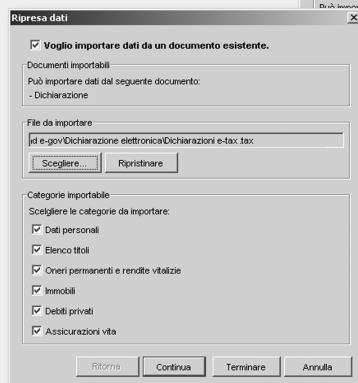 Può impor
Ripresa dati
Voglio importare dati da un documento esistente.
Documenti importabili
Può importare dati dal seguente documento:
- Dichiarazione
File da importare
d e-gov\Dichiarazione elettronica\Dichiarazioni e-tax .tax
Scegliere...
Ripristinare
Categorie importabile
Scelgliere le categorie da importare:
Dati personali
Elenco titoli
Oneri permanenti e rendite vitalizie
Immobili
Debiti privati
Assicurazioni vita
Ritorna
Continua
Terminare
Annulla